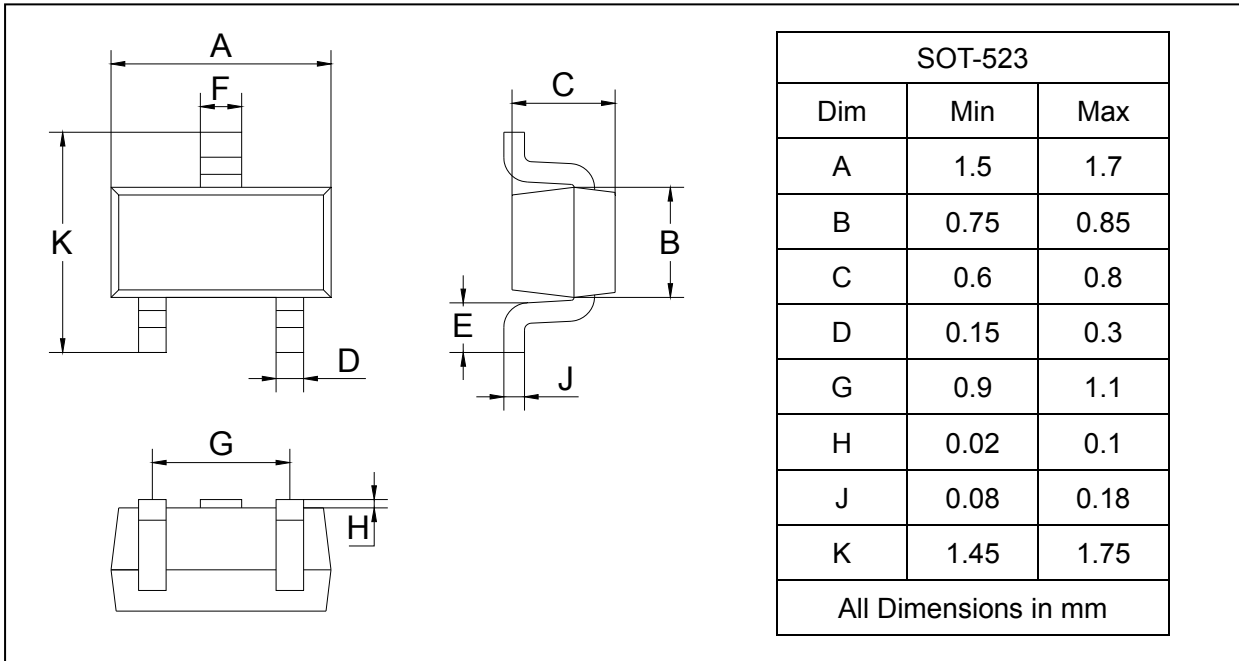 A
F
K
D
C
B
E
J
G
H
SOT-523
Dim Min Max
A 1.5 1.7
B 0.75 0.85
C 0.6 0.8
D 0.15 0.3
G 0.9 1.1
H 0.02 0.1
J 0.08 0.18
K 1.45 1.75
All Dimensions in mm